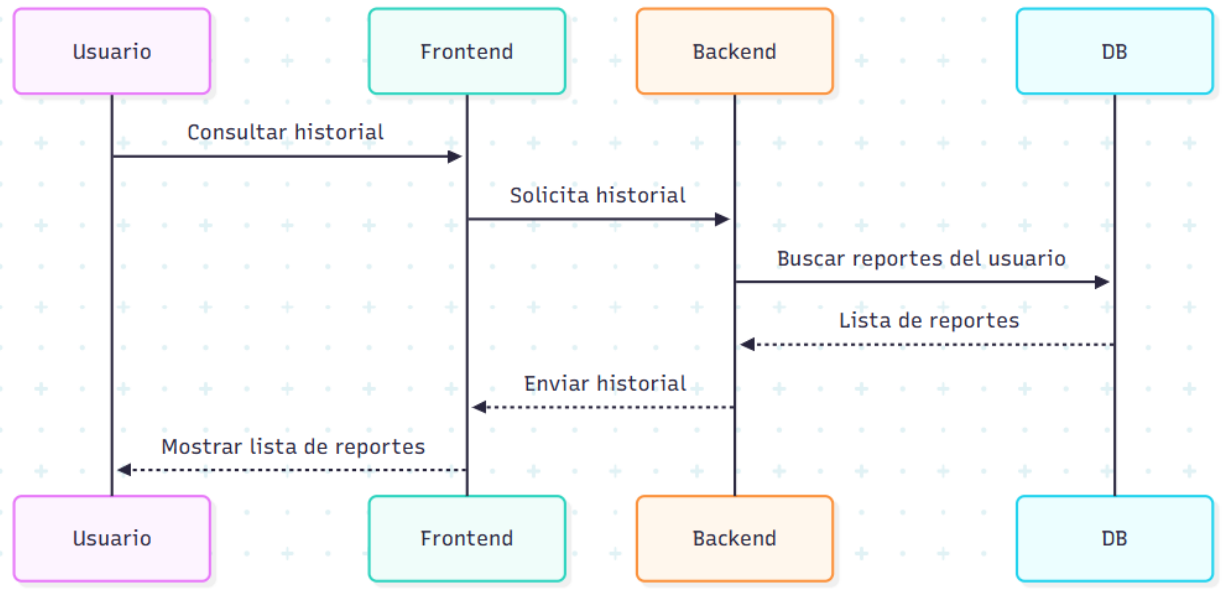 Usuario
Frontend
Backend
DB
Consultar historial
Solicita historial
Buscar reportes del usuario
Lista de reportes
Enviar historial
Mostrar lista de reportes
Usuario
Frontend
Backend
DB